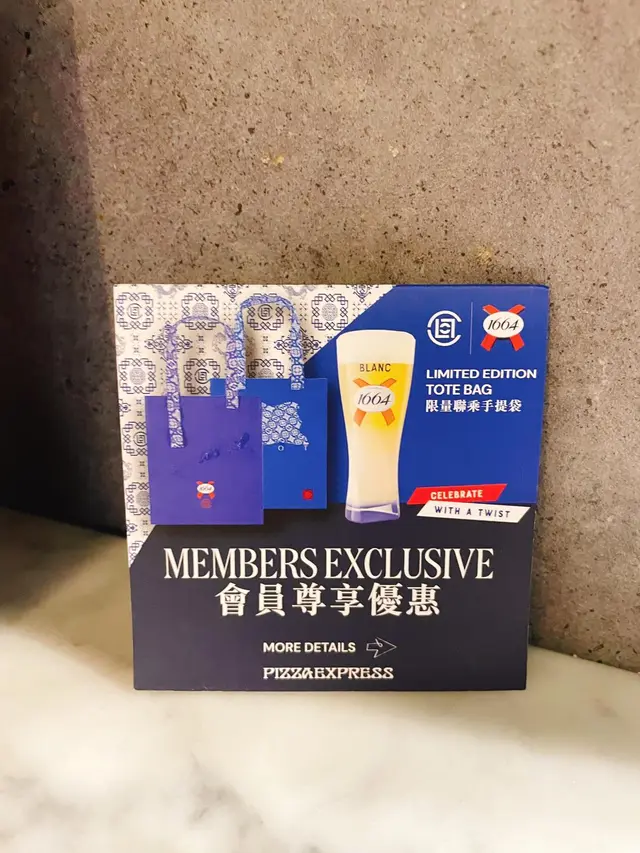 1664
LIMITED EDITION
TOTE BAG
限量聯乘手提袋
BLANC
1664
CELEBRATE
WITH A TWIST
MEMBERS EXCLUSIVE
會員尊享優惠
MORE DETAILS
PIZZAEXPRESS